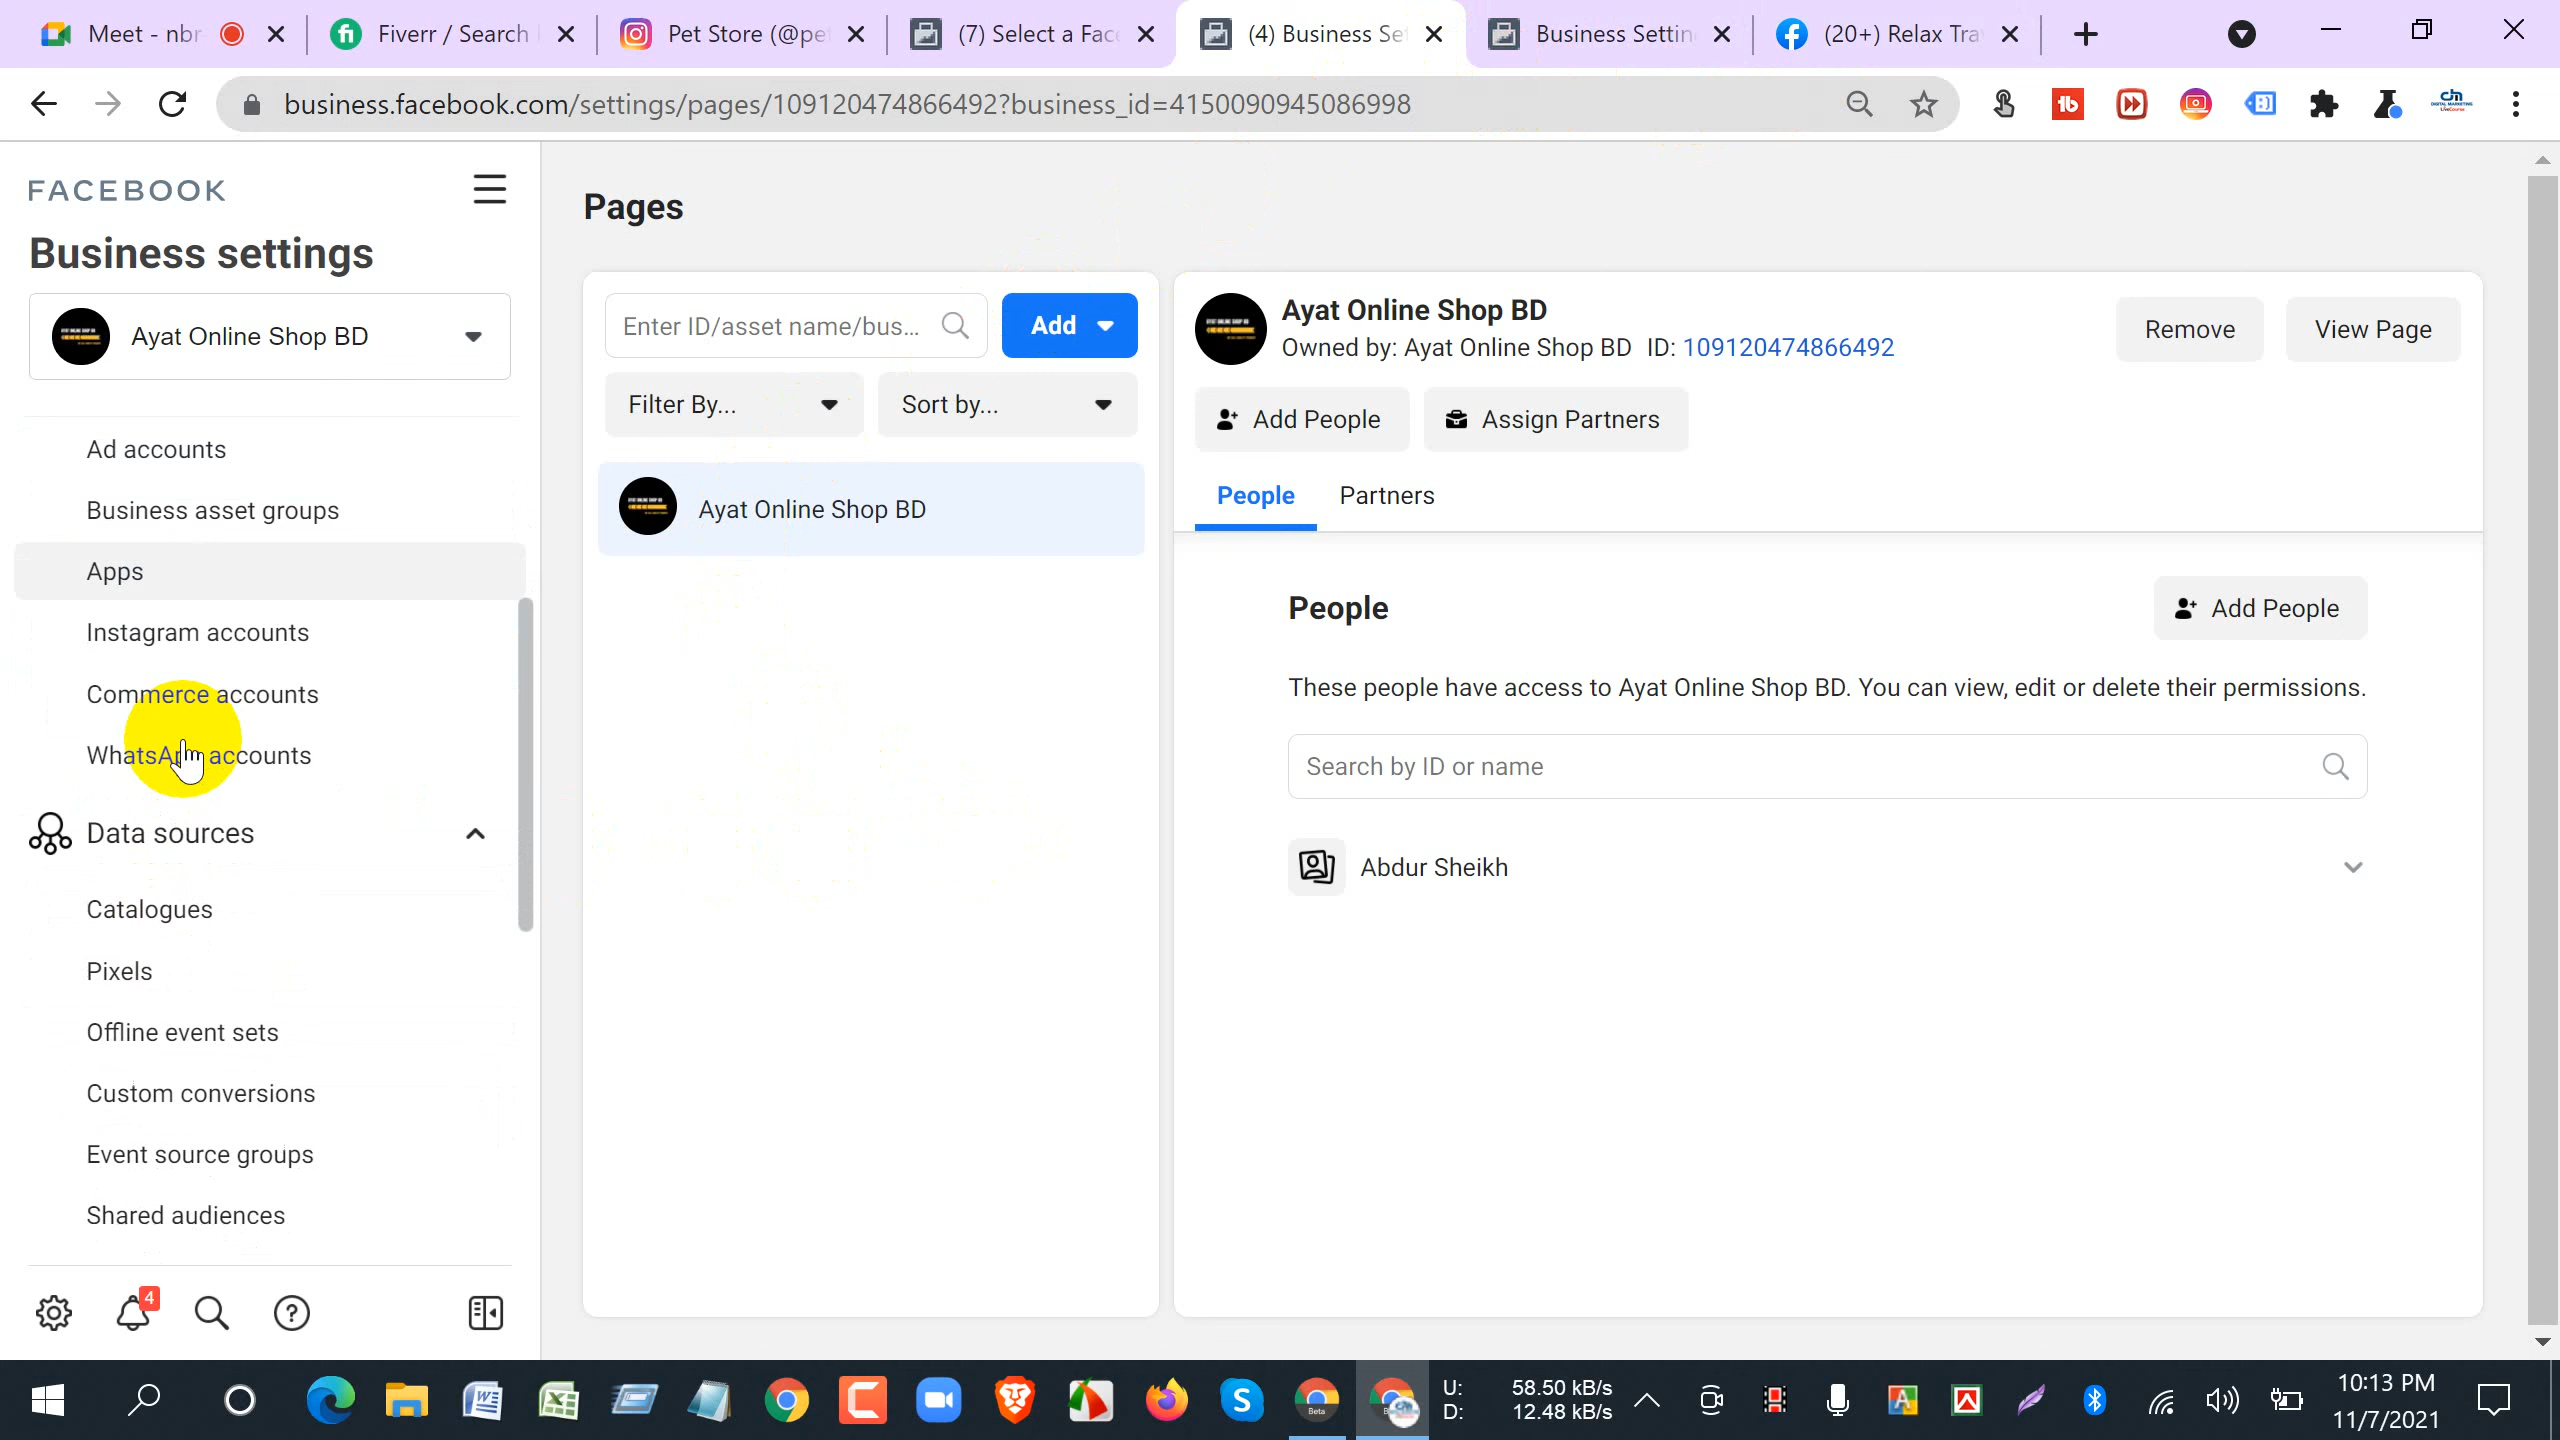 Meet - nbr
Fiverr / Search
Pet Store (@pe
(7) Select a Fac
(4) Business Se
Business Settin
(20+) Relax Tra
business.facebook.com/settings/pages/109120474866492?business_id=4150090945086998
FACEBOOK
Business settings
Ayat Online Shop BD
Ad accounts
Business asset groups
Apps
Instagram accounts
Commerce accounts
WhatsApp accounts
Data sources
Catalogues
Pixels
Offline event sets
Custom conversions
Event source groups
Shared audiences
4
Pages
Enter ID/asset name/bus...
Add
Filter By...
Sort by...
Ayat Online Shop BD
Ayat Online Shop BD
Owned by: Ayat Online Shop BD ID: 109120474866492
Remove
View Page
Add People
Assign Partners
People
Partners
People
Add People
These people have access to Ayat Online Shop BD. You can view, edit or delete their permissions.
Search by ID or name
Abdur Sheikh
U: 58.50 kB/s
D: 12.48 kB/s
10:13 PM
11/7/2021